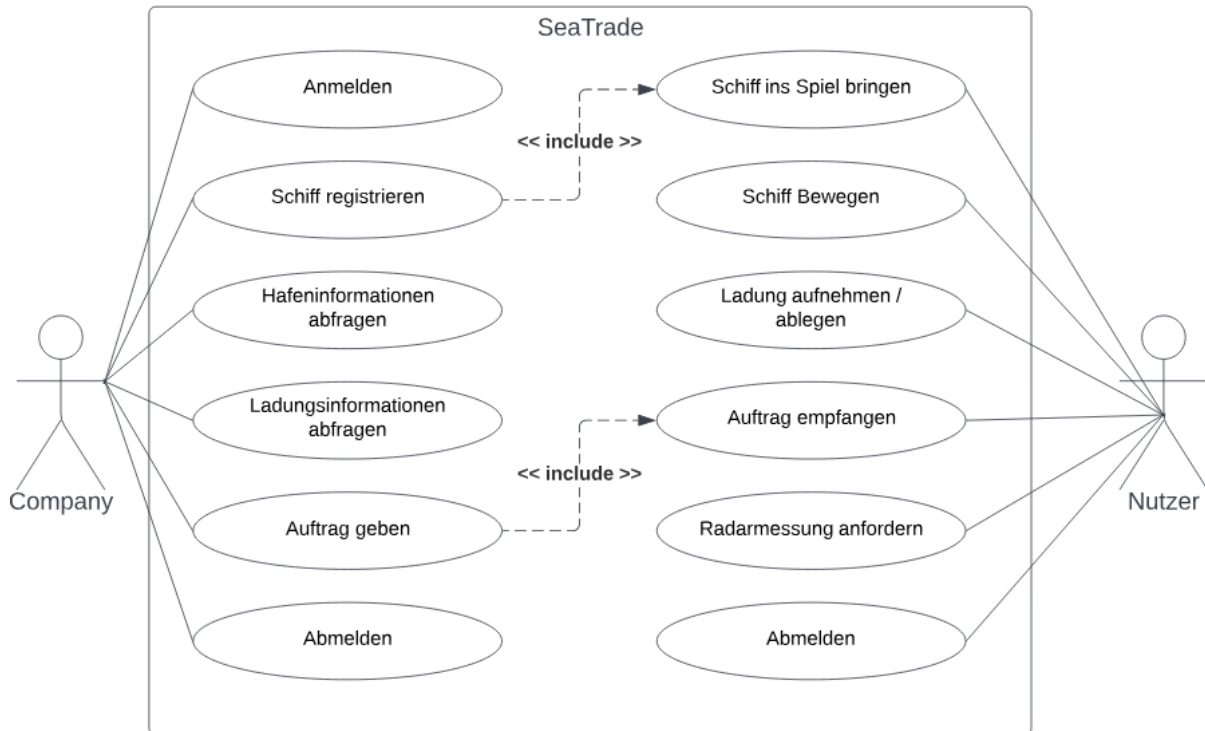 SeaTrade
Anmelden
Schiff ins Spiel bringen
<< include >>
Schiff registrieren
Schiff Bewegen
Hafeninformationen
abfragen
Ladung aufnehmen /
ablegen
Ladungsinformationen
abfragen
Auftrag empfangen
<< include >>
Company
Nutzer
Auftrag geben
Radarmessung anfordern
Abmelden
Abmelden